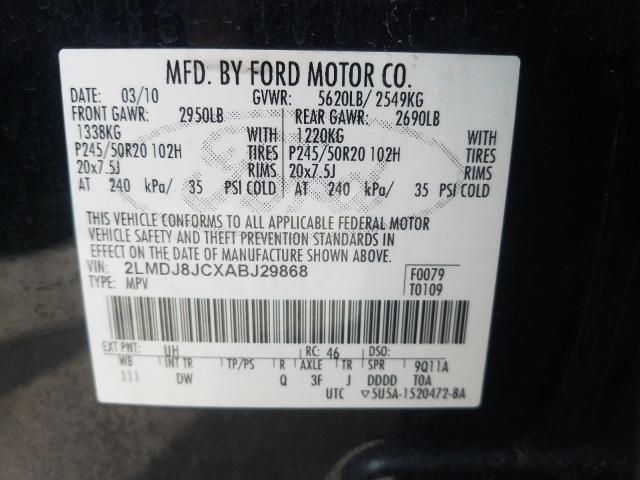 MFD. BY FORD MOTOR CO.
DATE: 03/10 GVWR: 5620LB/ 2549KG
FRONT GAWR: 2950LB REAR GAWR: 2690LB
1338KG WITH 1220KG WITH
P245/50R20 102H TIRES P245/50R20 102H TIRES
20x7.5J RIMS 20x7.5J RIMS
AT 240 kPa/ 35 PSI COLD AT 240 kPa/ 35 PSI COLD
THIS VEHICLE CONFORMS TO ALL APPLICABLE FEDERAL MOTOR
VEHICLE SAFETY AND THEFT PREVENTION STANDARDS IN
EFFECT ON THE DATE OF MANUFACTURE SHOWN ABOVE.
VIN: 2LMDJ8JCXABJ29868 F0079
TYPE: MPV T0109
EXT PNT: UH RC: 46 DSO:
WB INT TR TP/PS R AXLE TR SPR 9Q11A
111 DW Q 3F J DDDD TOA
UTC ▽5U5A-1520472-BA